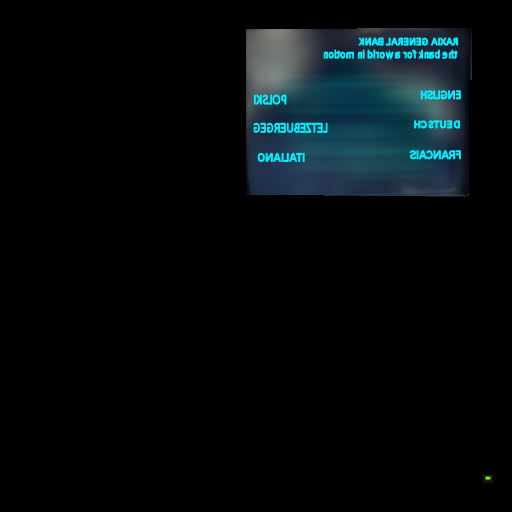 RAXIA GENERAL BANK
the bank for a world in motion
ENGLISH
DEUTSCH
FRANCAIS
POLSKI
LETZEBUERGEG
ITALIANO